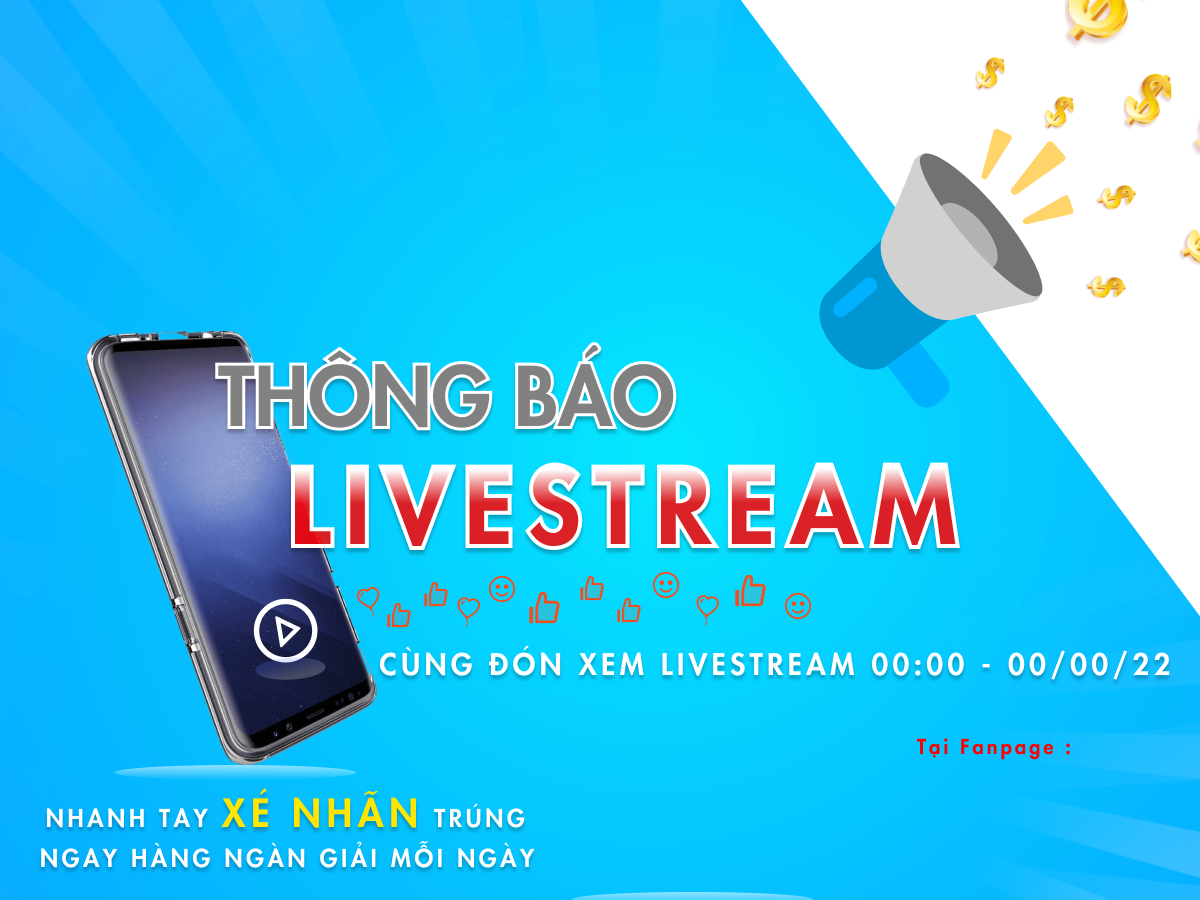 THÔNG BÁO
LIVESTREAM
CÙNG ĐÓN XEM LIVESTREAM 00:00 - 00/00/22
Tại Fanpage :
NHANH TAY XÉ NHÃN TRÚNG
NGAY HÀNG NGÀN GIẢI MỖI NGÀY